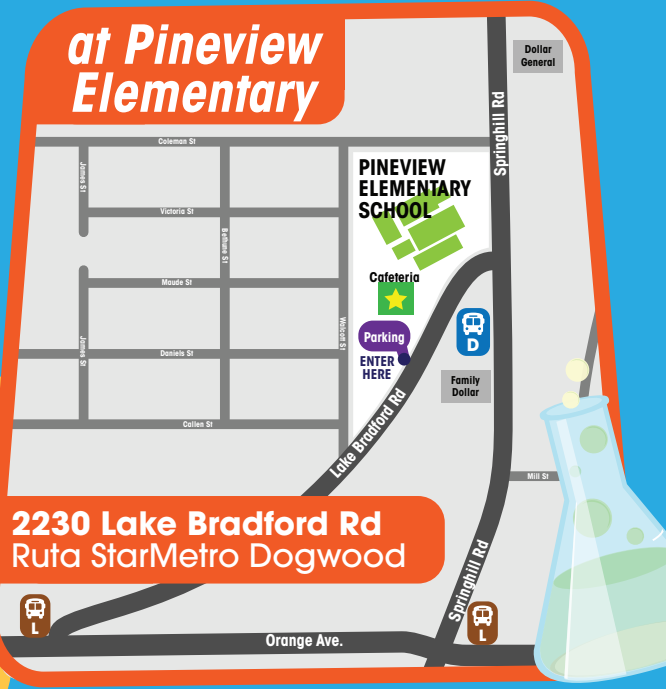 at Pineview
Elementary
Dollar
General
Springhill Rd
Coleman St
James St
PINEVIEW
ELEMENTARY
SCHOOL
Victoria St
Bethune St
Cafeteria
Maude St
Walcott St
Parking
D
James St
Daniels St
ENTER
HERE
Family
Dollar
Lake Bradford Rd
Callen St
Mill St
2230 Lake Bradford Rd
Ruta StarMetro Dogwood
Springhill Rd
L
L
Orange Ave.